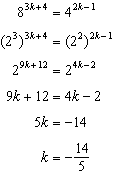 8^{3k+4} = 4^{2k-1}
(2^3)^{3k+4} = (2^2)^{2k-1}
2^{9k+12} = 2^{4k-2}
9k + 12 = 4k − 2
5k = −14
k = −\frac{14}{5}